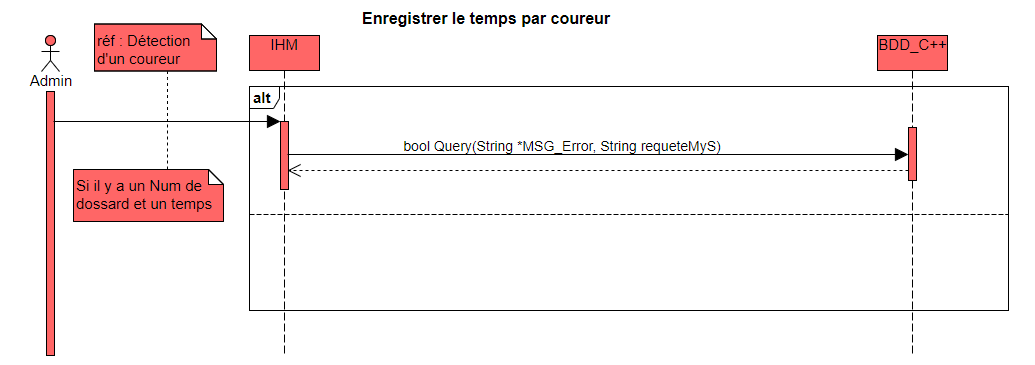 Enregistrer le temps par coureur
réf : Détection
d'un coureur
IHM
BDD_C++
Admin
alt
bool Query(String *MSG_Error, String requeteMyS)
Si il y a un Num de
dossard et un temps